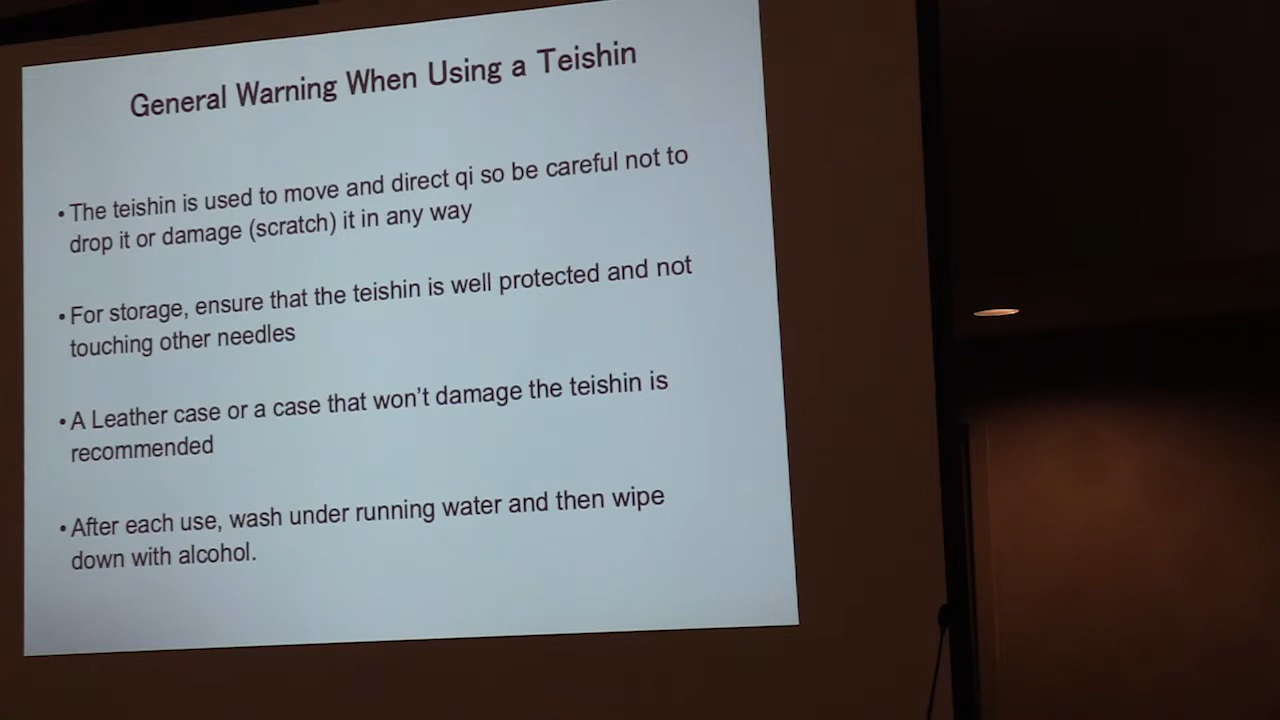 General Warning When Using a Teishin
• The teishin is used to move and direct qi so be careful not to
drop it or damage (scratch) it in any way
• For storage, ensure that the teishin is well protected and not
touching other needles
• A Leather case or a case that won’t damage the teishin is
recommended
• After each use, wash under running water and then wipe
down with alcohol.